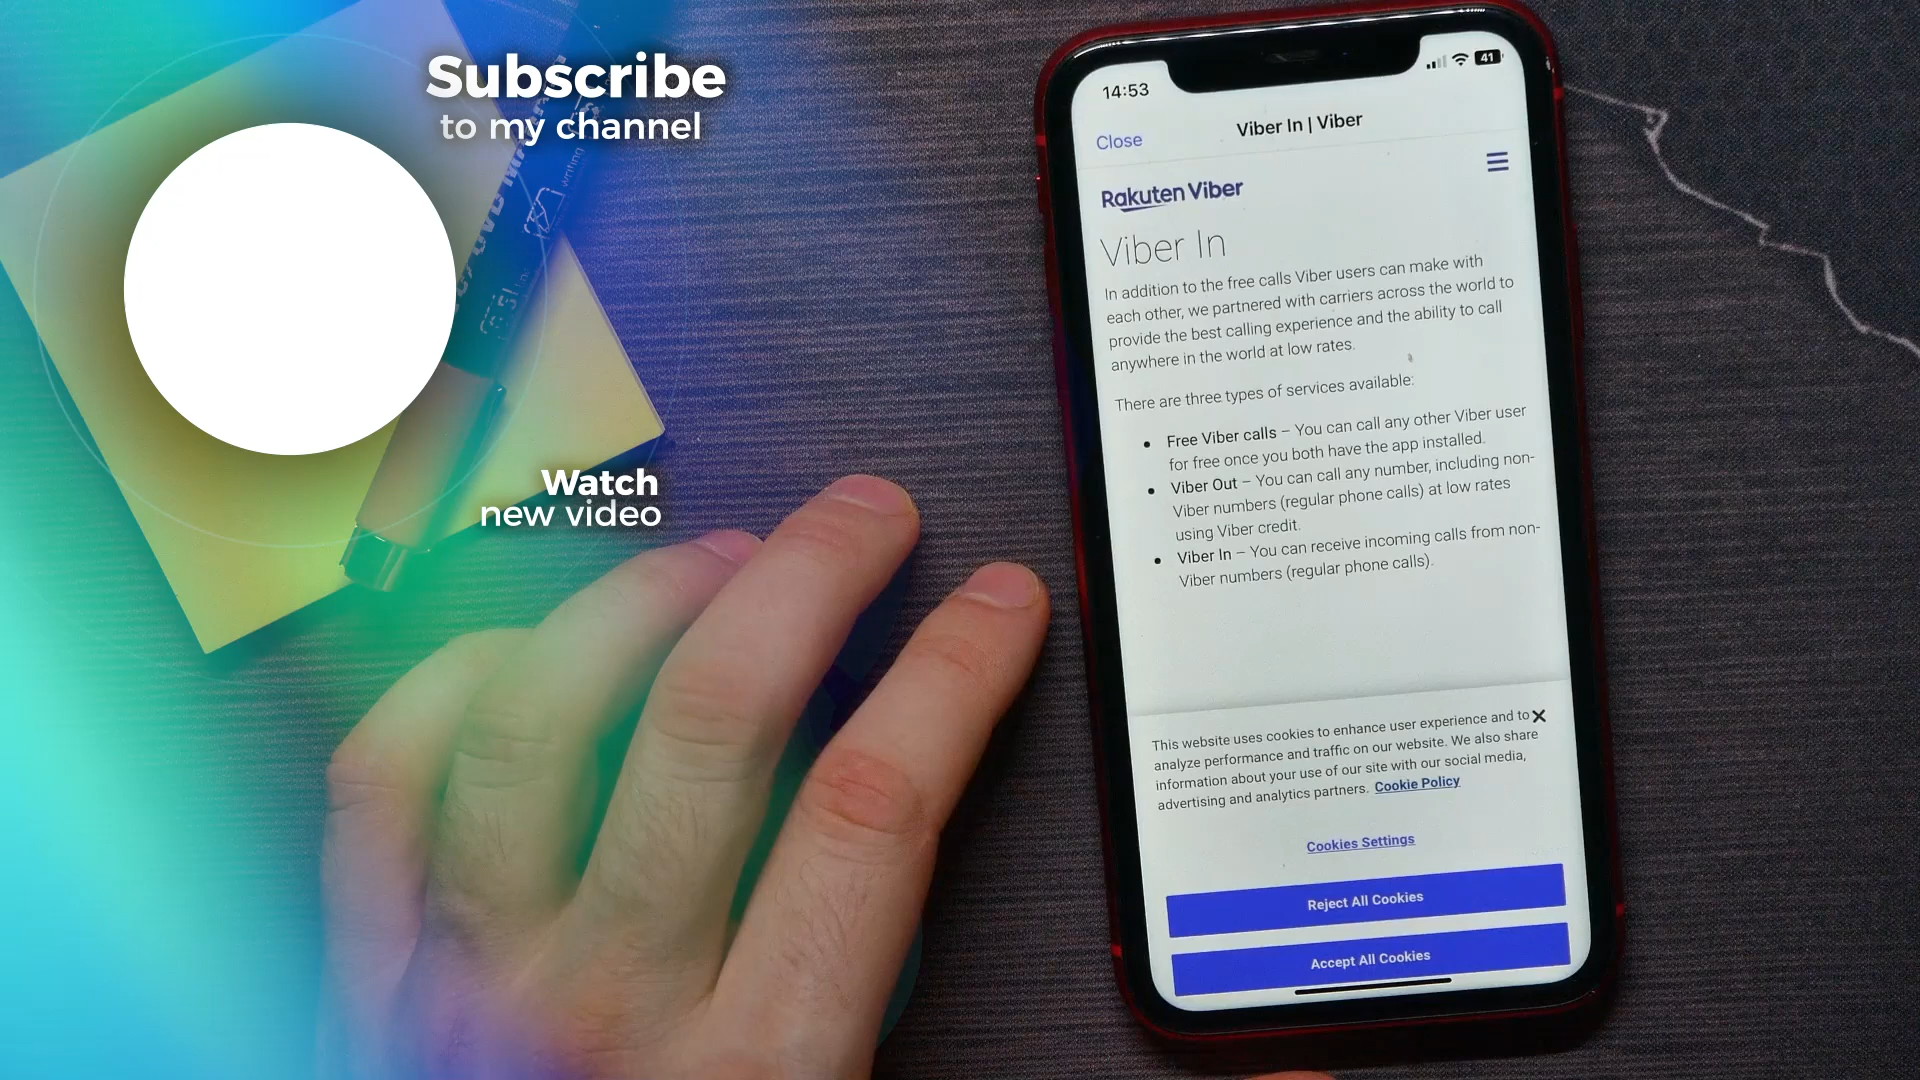 Subscribe
to my channel
writing
Watch
new video
14:53
41
Close
Viber In | Viber
Rakuten Viber
Viber In
In addition to the free calls Viber users can make with
each other, we partnered with carriers across the world to
provide the best calling experience and the ability to call
anywhere in the world at low rates.
There are three types of services available:
• Free Viber calls – You can call any other Viber user
for free once you both have the app installed.
• Viber Out – You can call any number, including non-
Viber numbers (regular phone calls) at low rates
using Viber credit.
• Viber In – You can receive incoming calls from non-
Viber numbers (regular phone calls).
This website uses cookies to enhance user experience and to
analyze performance and traffic on our website. We also share
information about your use of our site with our social media,
advertising and analytics partners. Cookie Policy
Cookies Settings
Reject All Cookies
Accept All Cookies